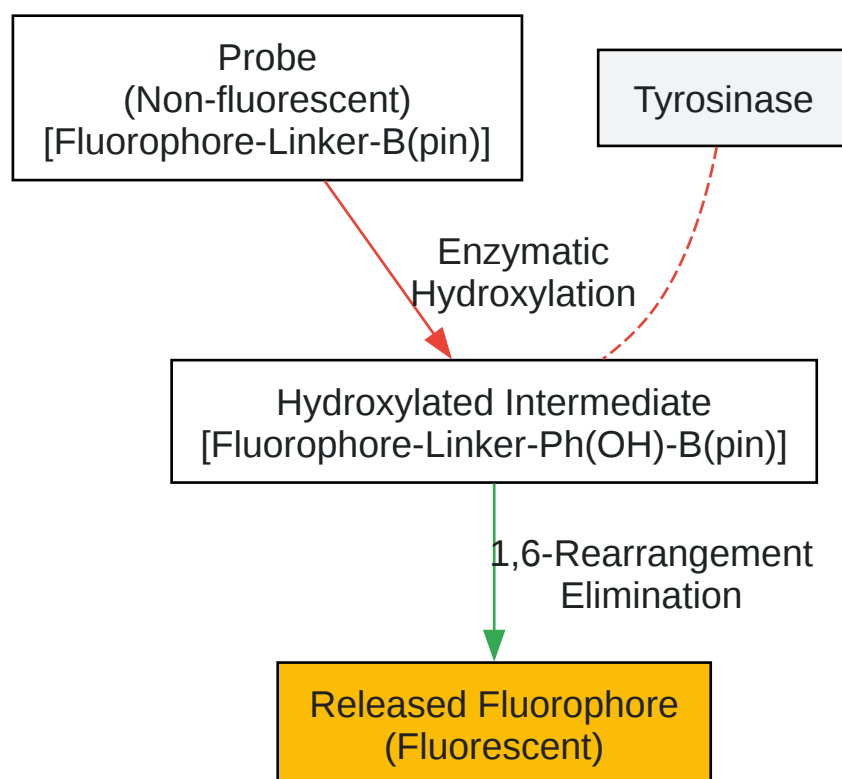 Probe
(Non-fluorescent)
[Fluorophore-Linker-B(pin)]
Tyrosinase
Enzymatic
Hydroxylation
Hydroxylated Intermediate
[Fluorophore-Linker-Ph(OH)-B(pin)]
1,6-Rearrangement
Elimination
Released Fluorophore
(Fluorescent)